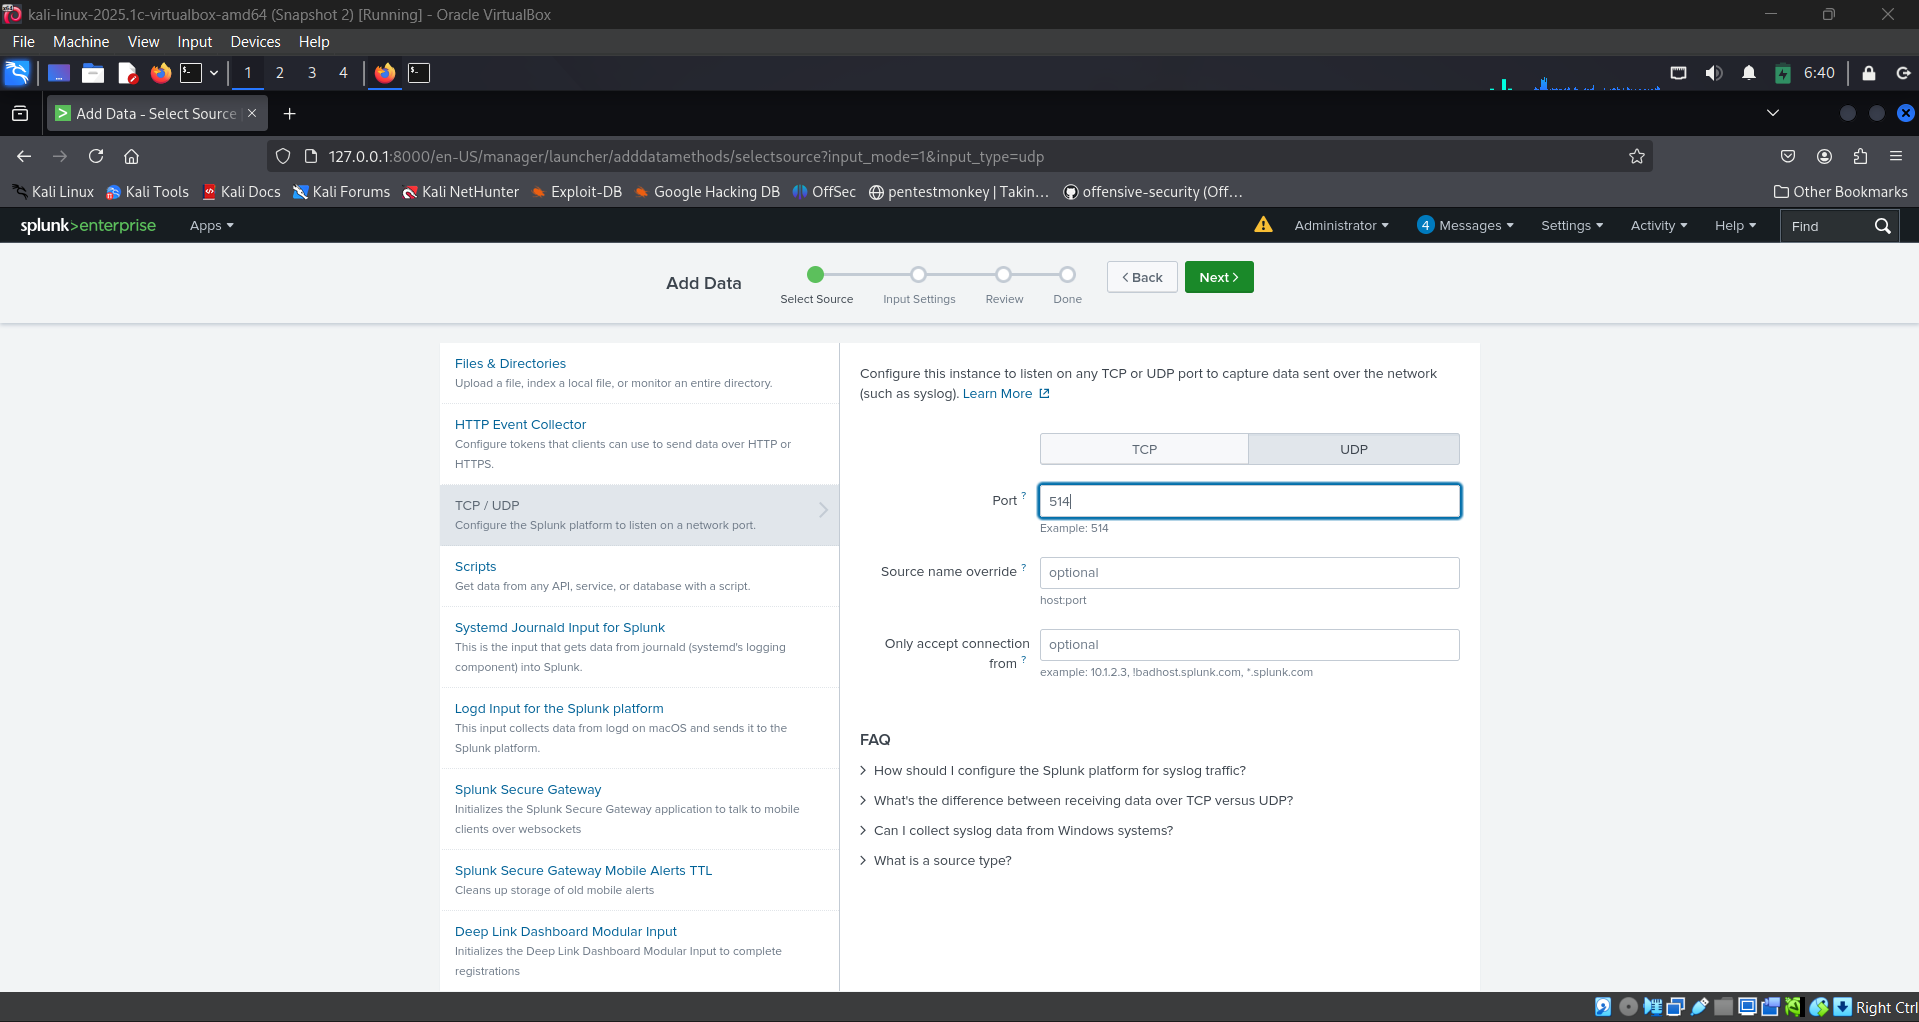 kali-linux-2025.1c-virtualbox-amd64 (Snapshot 2) [Running] - Oracle VirtualBox
File Machine View Input Devices Help
1 2 3 4 6:40
Add Data - Select Source
127.0.0.1:8000/en-US/manager/launcher/adddatamethods/selectsource?input_mode=1&input_type=udp
Kali Linux Kali Tools Kali Docs Kali Forums Kali NetHunter Exploit-DB Google Hacking DB OffSec pentestmonkey | Takin... offensive-security (Off... Other Bookmarks
splunk>enterprise Apps Administrator 4 Messages Settings Activity Help Find
Add Data
Select Source Input Settings Review Done
< Back Next >
Files & Directories
Upload a file, index a local file, or monitor an entire directory.
HTTP Event Collector
Configure tokens that clients can use to send data over HTTP or
HTTPS.
TCP / UDP
Configure the Splunk platform to listen on a network port.
Scripts
Get data from any API, service, or database with a script.
Systemd Journald Input for Splunk
This is the input that gets data from journald (systemd's logging
component) into Splunk.
Logd Input for the Splunk platform
This input collects data from logd on macOS and sends it to the
Splunk platform.
Splunk Secure Gateway
Initializes the Splunk Secure Gateway application to talk to mobile
clients over websockets
Splunk Secure Gateway Mobile Alerts TTL
Cleans up storage of old mobile alerts
Deep Link Dashboard Modular Input
Initializes the Deep Link Dashboard Modular Input to complete
registrations
Configure this instance to listen on any TCP or UDP port to capture data sent over the network
(such as syslog). Learn More
TCP UDP
Port ? 514
Example: 514
Source name override ? optional
host:port
Only accept connection
from ? optional
example: 10.1.2.3, !badhost.splunk.com, *.splunk.com
FAQ
> How should I configure the Splunk platform for syslog traffic?
> What's the difference between receiving data over TCP versus UDP?
> Can I collect syslog data from Windows systems?
> What is a source type?
Right Ctrl